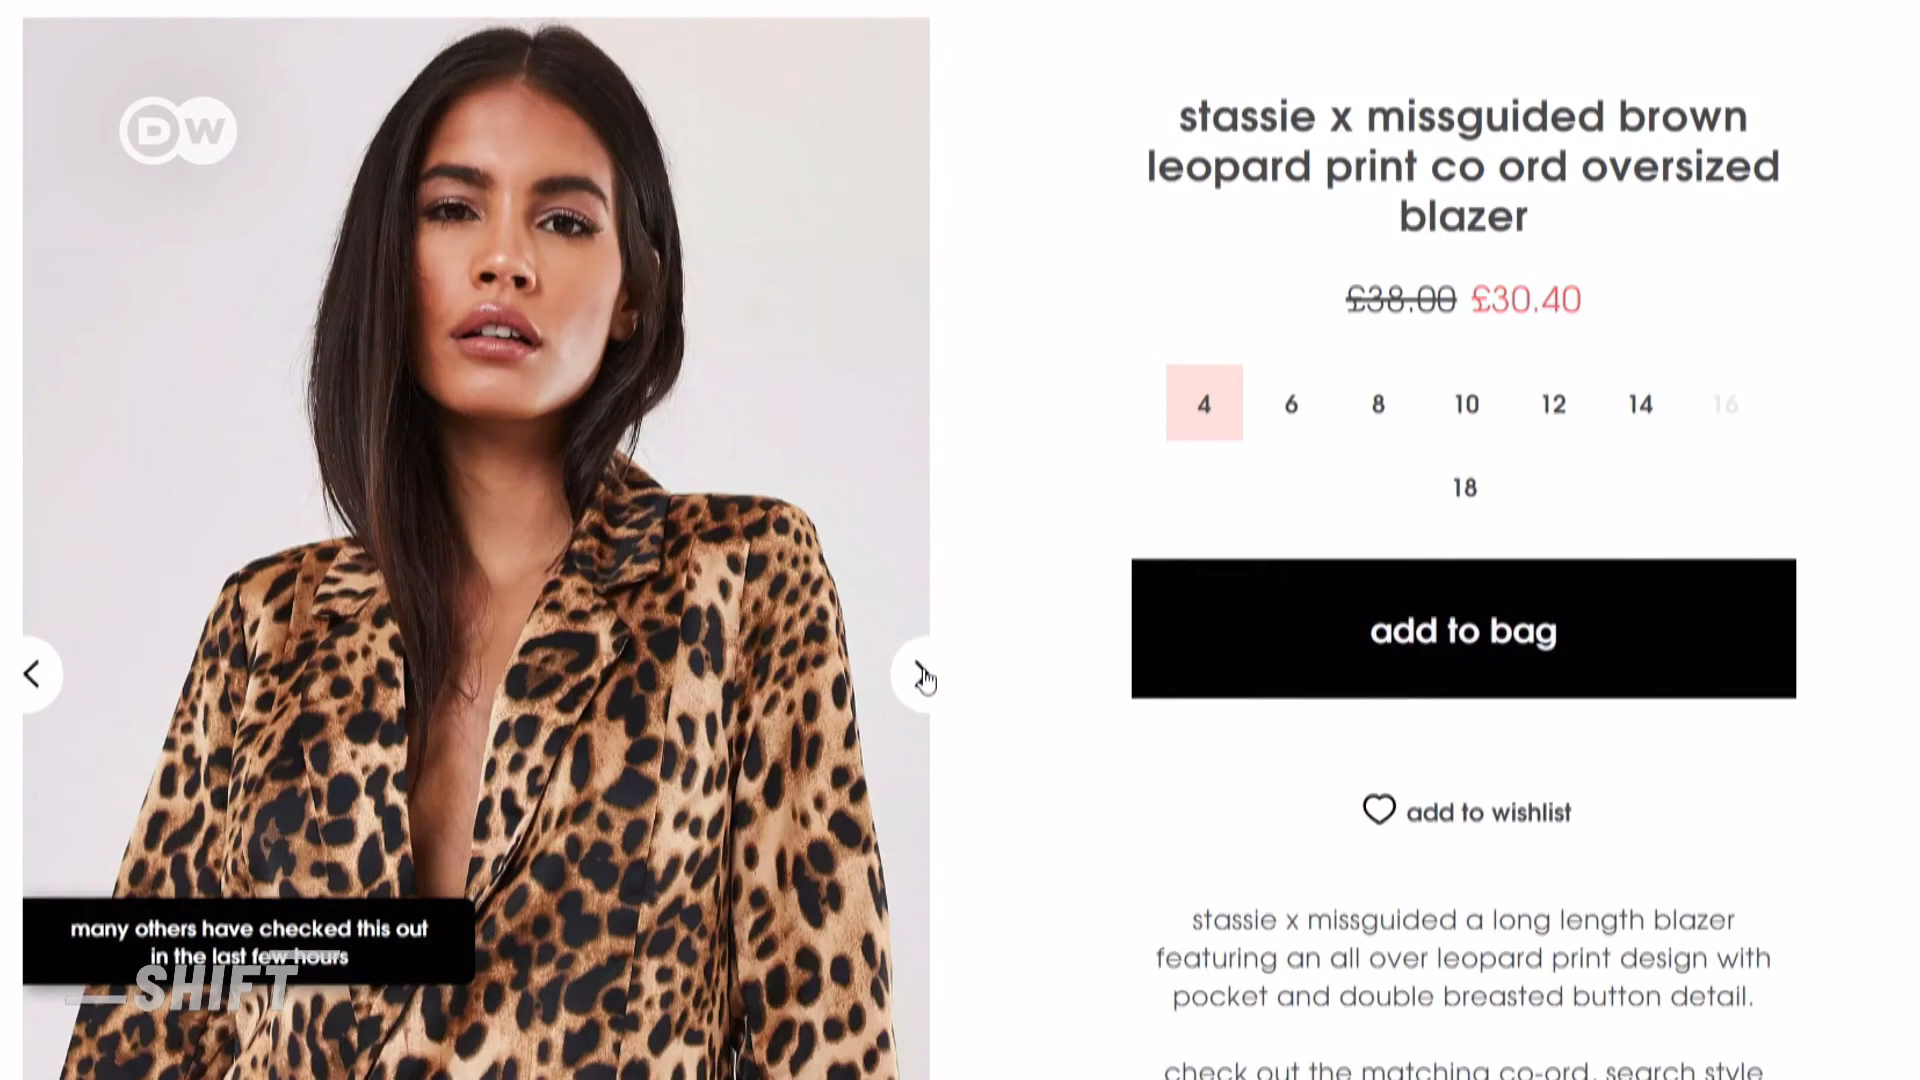 DW
stassie x missguided brown
leopard print co ord oversized
blazer
£38.00 £30.40
4 6 8 10 12 14 16
18
add to bag
add to wishlist
many others have checked this out
in the last few hours
SHIFT
stassie x missguided a long length blazer
featuring an all over leopard print design with
pocket and double breasted button detail.
check out the matching co-ord, search style